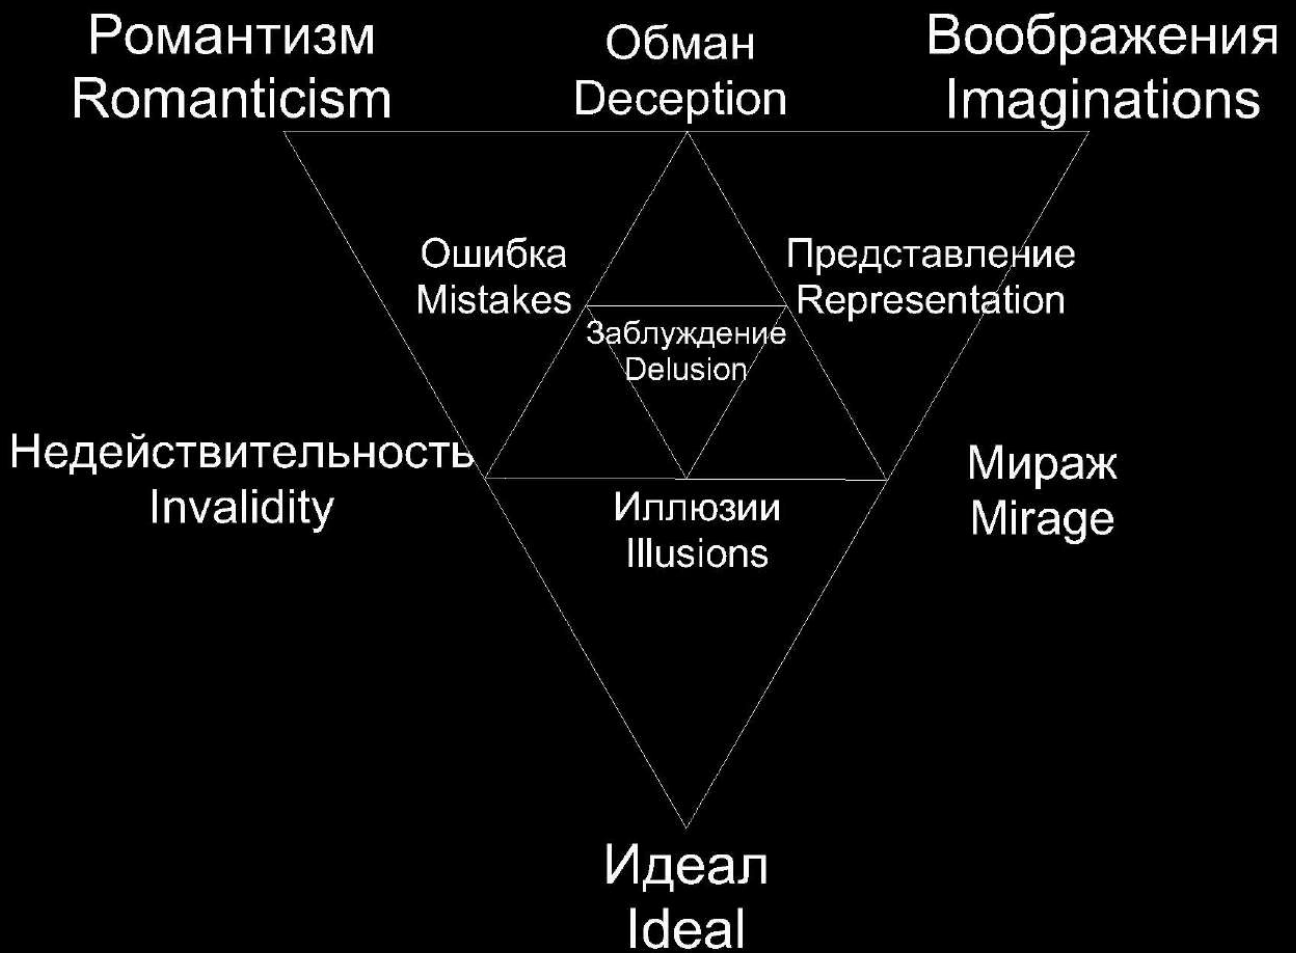 Романтизм
Romanticism
Обман
Deception
Воображения
Imaginations
Ошибка
Mistakes
Представление
Representation
Заблуждение
Delusion
Недействительность
Invalidity
Мираж
Mirage
Иллюзии
Illusions
Идеал
Ideal